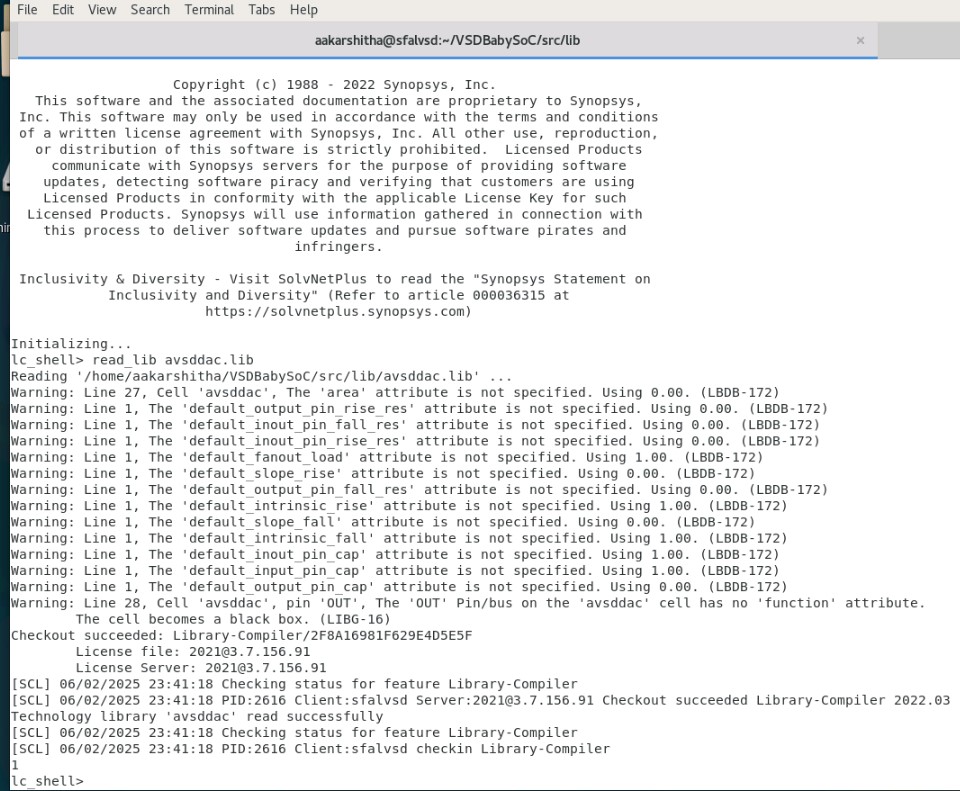 File Edit View Search Terminal Tabs Help
aakarshitha@sfalvsd:~/VSDBabySoC/src/lib ×
Copyright (c) 1988 - 2022 Synopsys, Inc.
This software and the associated documentation are proprietary to Synopsys,
Inc. This software may only be used in accordance with the terms and conditions
of a written license agreement with Synopsys, Inc. All other use, reproduction,
or distribution of this software is strictly prohibited.  Licensed Products
communicate with Synopsys servers for the purpose of providing software
updates, detecting software piracy and verifying that customers are using
Licensed Products in conformity with the applicable License Key for such
Licensed Products. Synopsys will use information gathered in connection with
this process to deliver software updates and pursue software pirates and
infringers.
Inclusivity & Diversity - Visit SolvNetPlus to read the "Synopsys Statement on
Inclusivity and Diversity" (Refer to article 000036315 at
https://solvnetplus.synopsys.com)
Initializing...
lc_shell> read_lib avsddac.lib
Reading '/home/aakarshitha/VSDBabySoC/src/lib/avsddac.lib' ...
Warning: Line 27, Cell 'avsddac', The 'area' attribute is not specified. Using 0.00. (LBDB-172)
Warning: Line 1, The 'default_output_pin_rise_res' attribute is not specified. Using 0.00. (LBDB-172)
Warning: Line 1, The 'default_inout_pin_fall_res' attribute is not specified. Using 0.00. (LBDB-172)
Warning: Line 1, The 'default_inout_pin_rise_res' attribute is not specified. Using 0.00. (LBDB-172)
Warning: Line 1, The 'default_fanout_load' attribute is not specified. Using 1.00. (LBDB-172)
Warning: Line 1, The 'default_slope_rise' attribute is not specified. Using 0.00. (LBDB-172)
Warning: Line 1, The 'default_output_pin_fall_res' attribute is not specified. Using 0.00. (LBDB-172)
Warning: Line 1, The 'default_intrinsic_rise' attribute is not specified. Using 1.00. (LBDB-172)
Warning: Line 1, The 'default_slope_fall' attribute is not specified. Using 0.00. (LBDB-172)
Warning: Line 1, The 'default_intrinsic_fall' attribute is not specified. Using 1.00. (LBDB-172)
Warning: Line 1, The 'default_inout_pin_cap' attribute is not specified. Using 1.00. (LBDB-172)
Warning: Line 1, The 'default_input_pin_cap' attribute is not specified. Using 1.00. (LBDB-172)
Warning: Line 1, The 'default_output_pin_cap' attribute is not specified. Using 0.00. (LBDB-172)
Warning: Line 28, Cell 'avsddac', pin 'OUT', The 'OUT' Pin/bus on the 'avsddac' cell has no 'function' attribute.
The cell becomes a black box. (LIBG-16)
Checkout succeeded: Library-Compiler/2F8A16981F629E4D5E5F
License file: 2021@3.7.156.91
License Server: 2021@3.7.156.91
[SCL] 06/02/2025 23:41:18 Checking status for feature Library-Compiler
[SCL] 06/02/2025 23:41:18 PID:2616 Client:sfalvsd Server:2021@3.7.156.91 Checkout succeeded Library-Compiler 2022.03
Technology library 'avsddac' read successfully
[SCL] 06/02/2025 23:41:18 Checking status for feature Library-Compiler
[SCL] 06/02/2025 23:41:18 PID:2616 Client:sfalvsd checkin Library-Compiler
1
lc_shell>